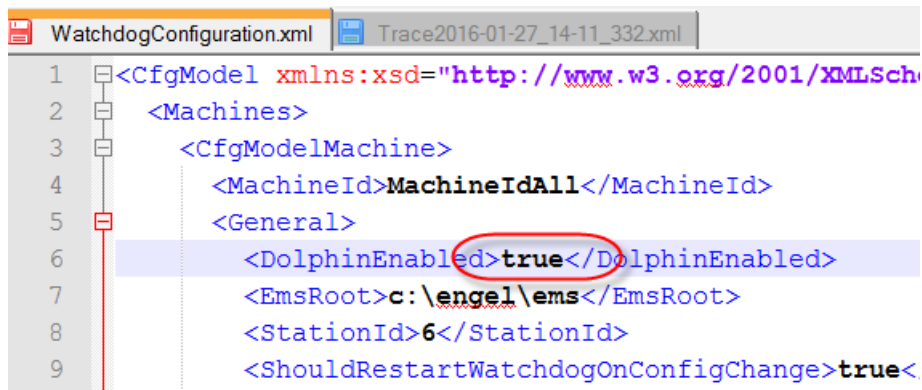 WatchdogConfiguration.xml Trace2016-01-27_14-11_332.xml
1 <CfgModel xmlns:xsd="http://www.w3.org/2001/XMLSche
2 <Machines>
3 <CfgModelMachine>
4 <MachineId>MachineIdAll</MachineId>
5 <General>
6 <DolphinEnabled>true</DolphinEnabled>
7 <EmsRoot>c:\engel\ems</EmsRoot>
8 <StationId>6</StationId>
9 <ShouldRestartWatchdogOnConfigChange>true</